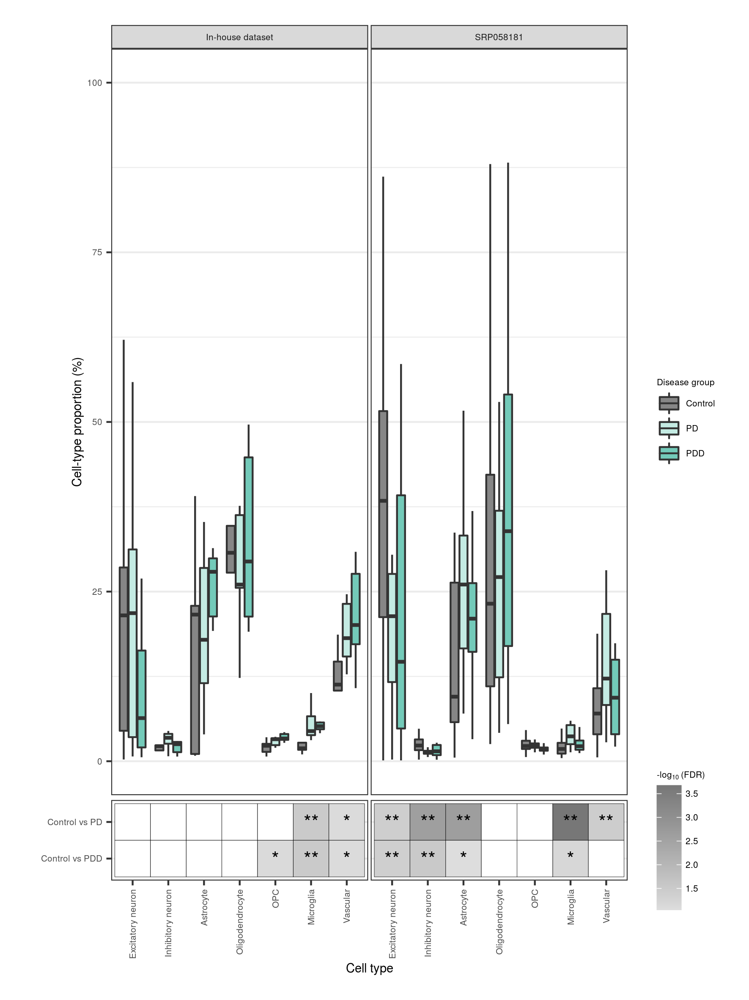 In-house dataset
SRP058181
100
75
50
25
0
Cell-type proportion (%)
Disease group
Control
PD
PDD
-log10 (FDR)
3.5
3.0
2.5
2.0
1.5
Control vs PD
** * ** ** ** ** **
Control vs PDD
* ** * ** ** * *
Excitatory neuron
Inhibitory neuron
Astrocyte
Oligodendrocyte
OPC
Microglia
Vascular
Excitatory neuron
Inhibitory neuron
Astrocyte
Oligodendrocyte
OPC
Microglia
Vascular
Cell type